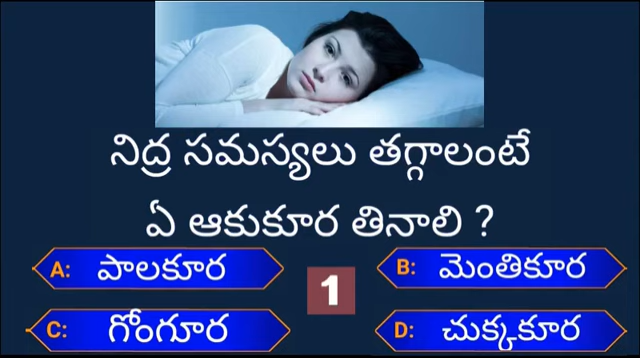 నిద్ర సమస్యలు తగ్గాలంటే
ఏ ఆకుకూర తినాలి ?
A: పాలకూర
B: మెంతికూర
1
C: గోంగూర
D: చుక్కకూర